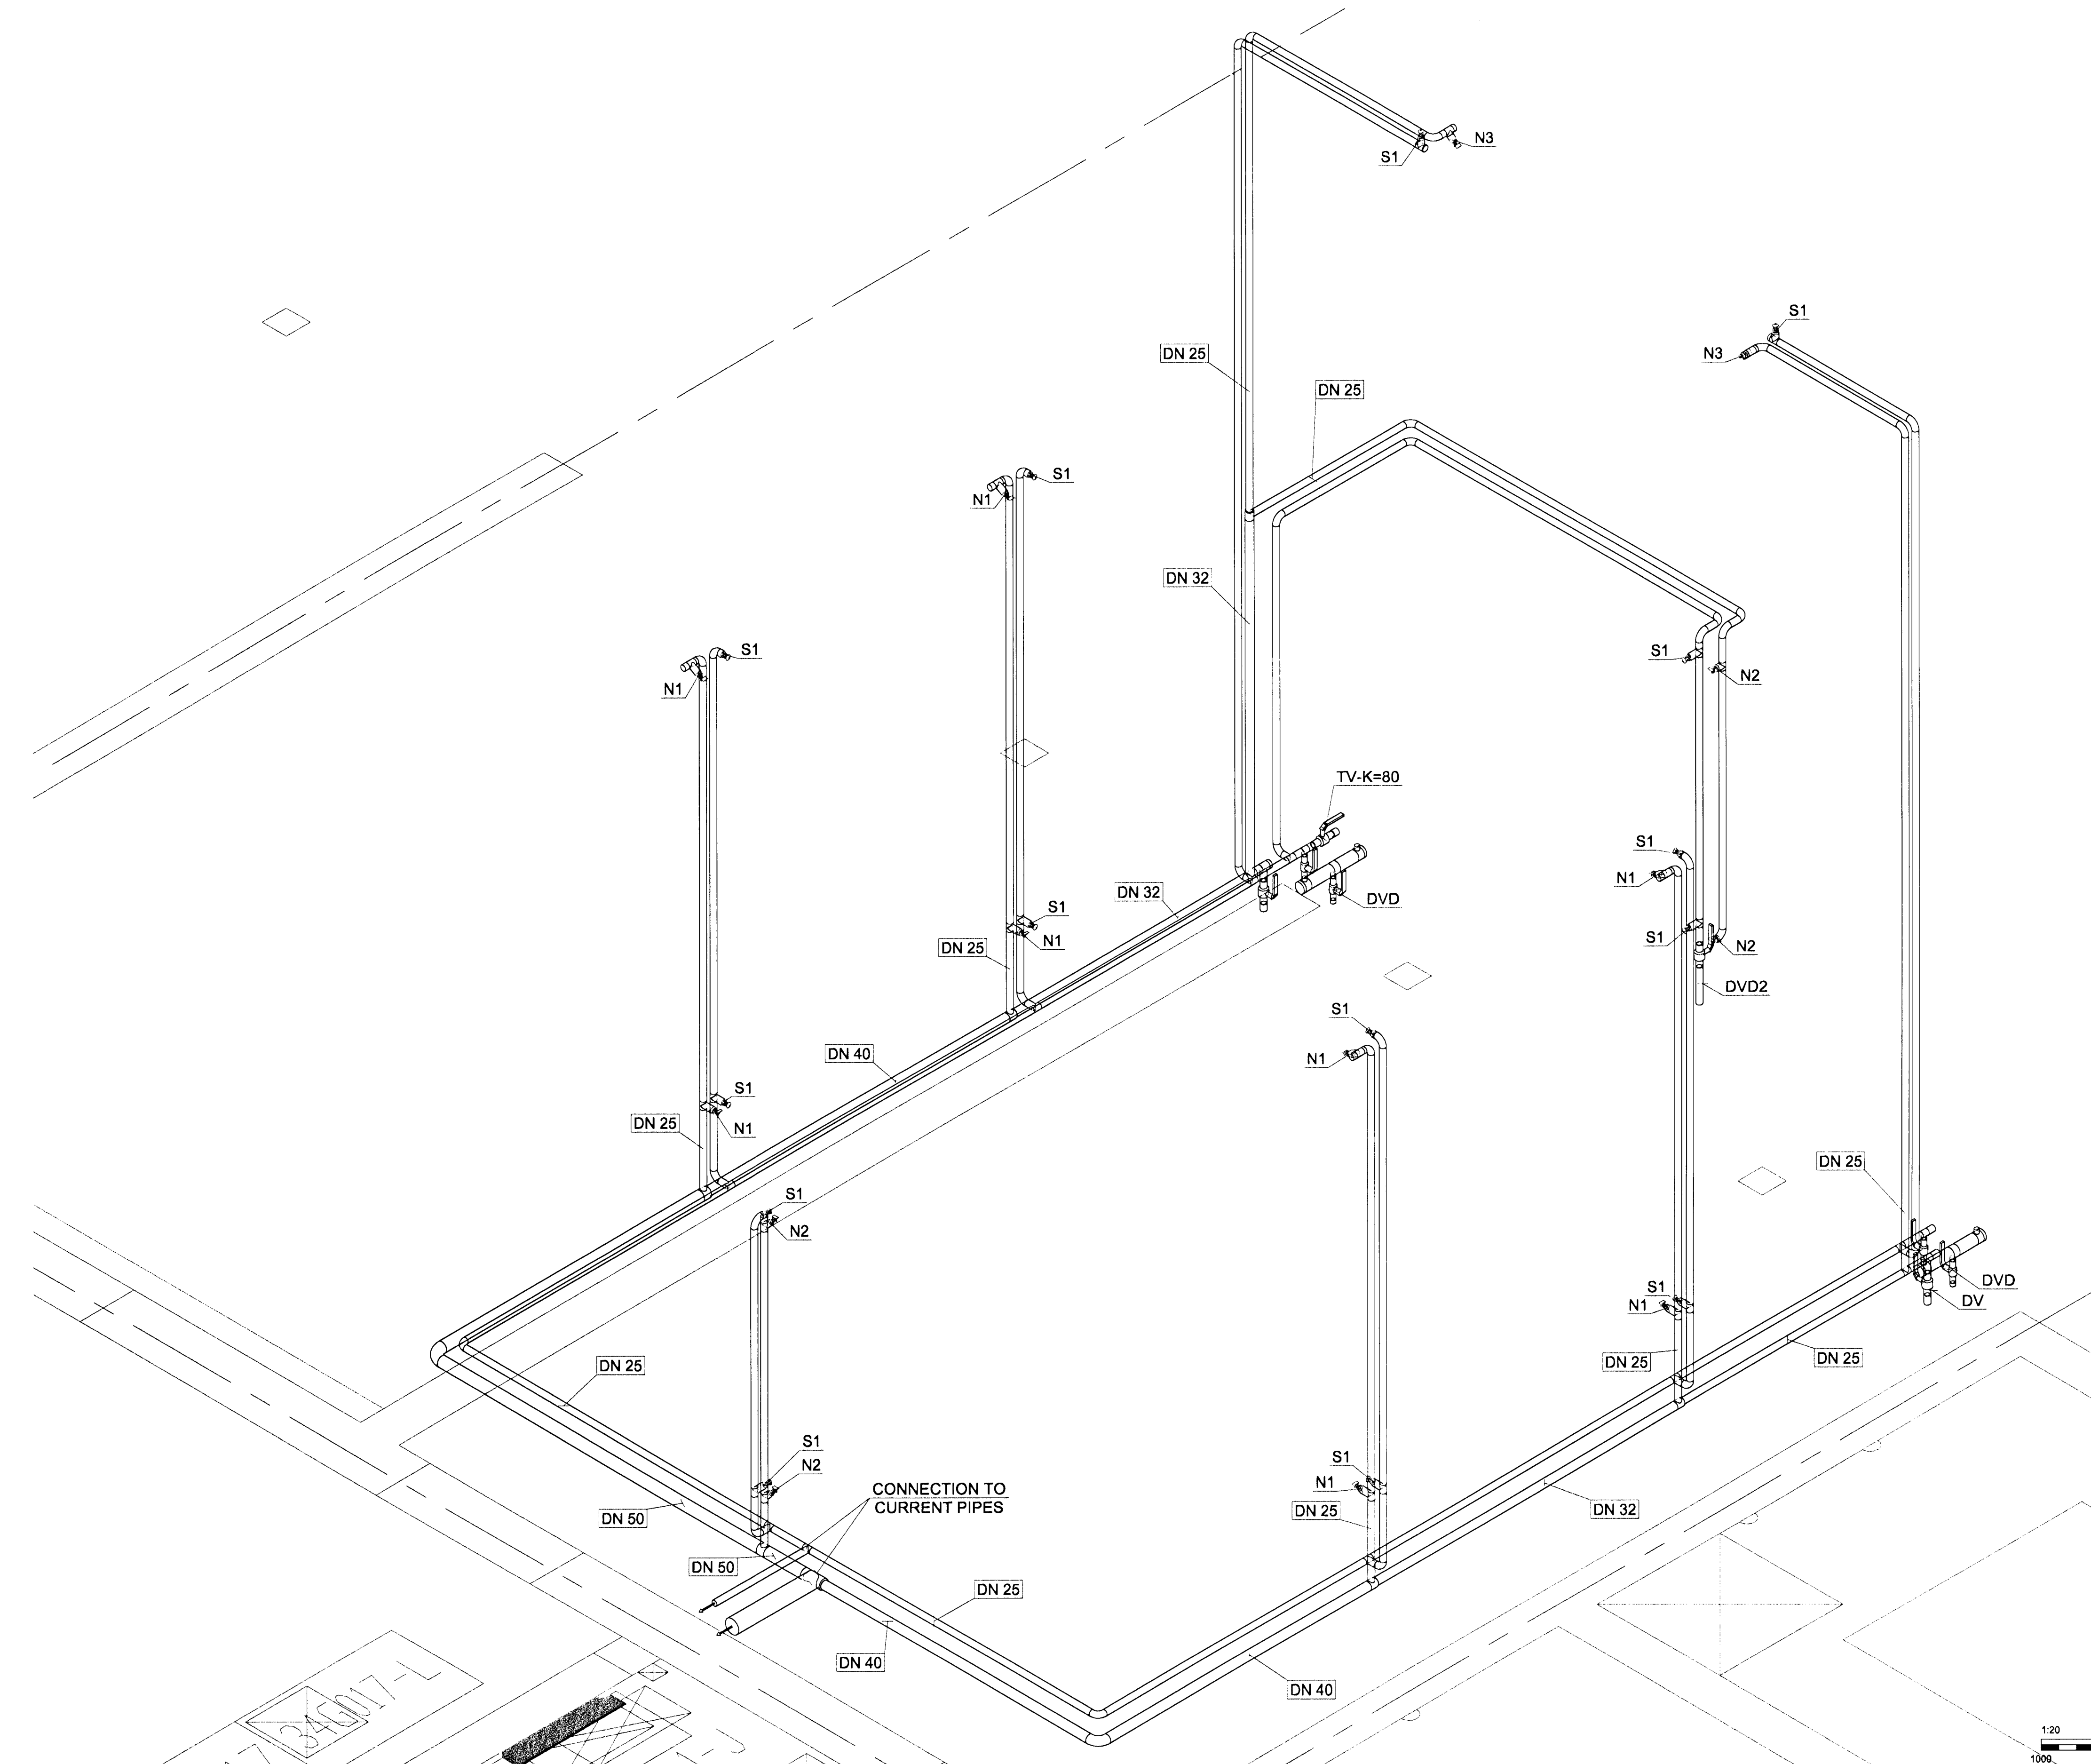 N3
S1
S1
N3
DN 25
DN 25
S1
N1
DN 32
S1
N1
S1
N2
TV-K=80
S1
N1
DVD
DN 32
S1
N1
DN 25
S1
N2
DVD2
S1
N1
DN 40
S1
N1
DN 25
DN 25
S1
N2
DVD
DV
S1
N1
DN 25
DN 25
DN 25
S1
N2
S1
N1
CONNECTION TO
CURRENT PIPES
DN 25
DN 32
DN 50
DN 50
DN 25
DN 40
DN 40
34G017-L
1:20
1000